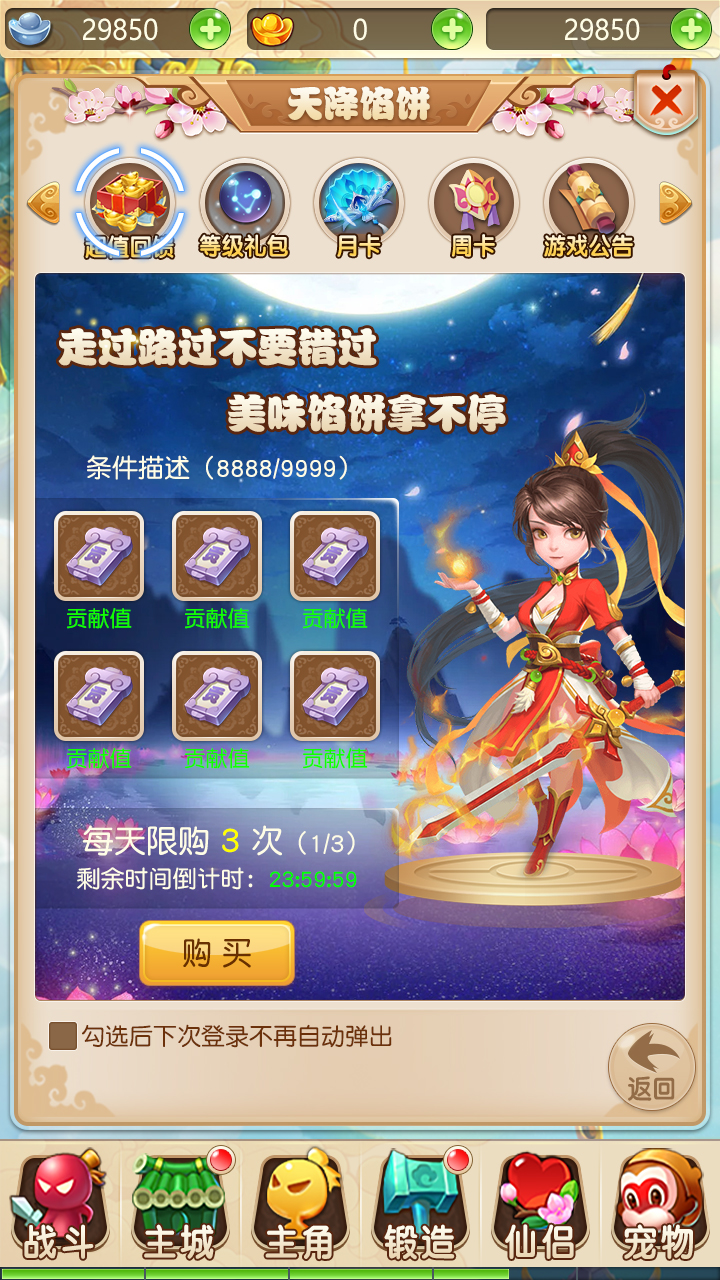 29850 0 29850
天降馅饼
超值回馈 等级礼包 月卡 周卡 游戏公告
走过路过不要错过
美味馅饼拿不停
条件描述（8888/9999）
贡献值 贡献值 贡献值
贡献值 贡献值 贡献值
每天限购 3 次（1/3）
剩余时间倒计时：23:59:59
购买
勾选后下次登录不再自动弹出
返回
战斗 主城 主角 锻造 仙侣 宠物